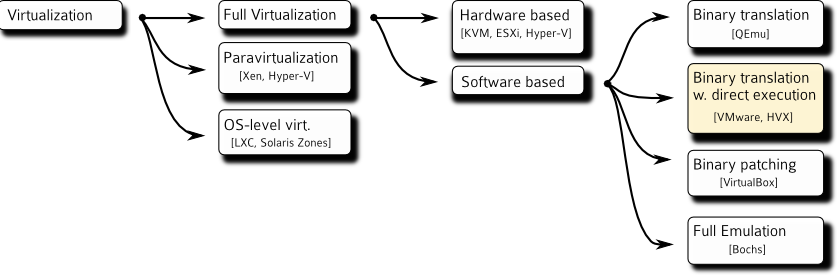 Virtualization
Full Virtualization
Paravirtualization
[Xen, Hyper-V]
OS-level virt.
[LXC, Solaris Zones]
Hardware based
[KVM, ESXi, Hyper-V]
Software based
Binary translation
[QEmu]
Binary translation
w. direct execution
[VMware, HVX]
Binary patching
[VirtualBox]
Full Emulation
[Bochs]